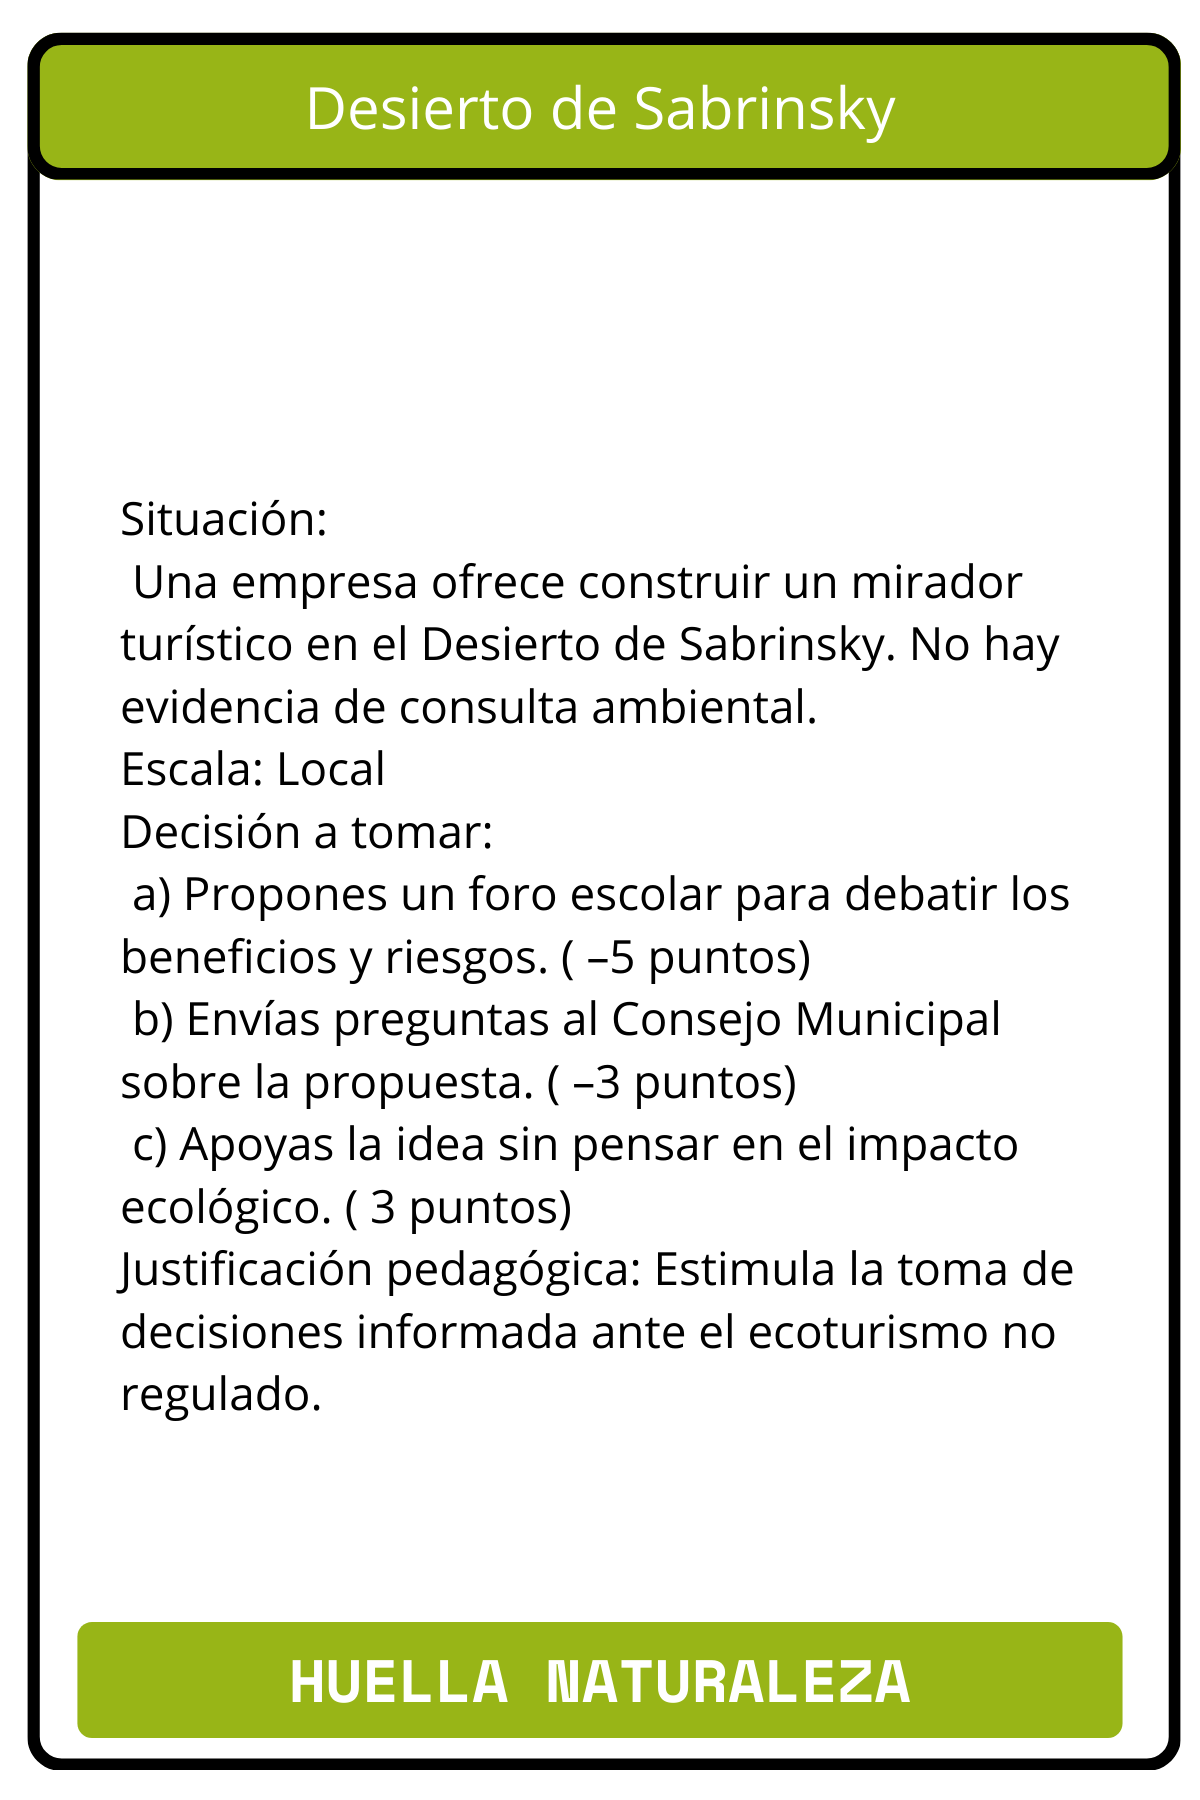 Desierto de Sabrinsky
Situación:
Una empresa ofrece construir un mirador
turístico en el Desierto de Sabrinsky. No hay
evidencia de consulta ambiental.
Escala: Local
Decisión a tomar:
a) Propones un foro escolar para debatir los
beneficios y riesgos. ( –5 puntos)
b) Envías preguntas al Consejo Municipal
sobre la propuesta. ( –3 puntos)
c) Apoyas la idea sin pensar en el impacto
ecológico. ( 3 puntos)
Justificación pedagógica: Estimula la toma de
decisiones informada ante el ecoturismo no
regulado.
HUELLA NATURALEZA